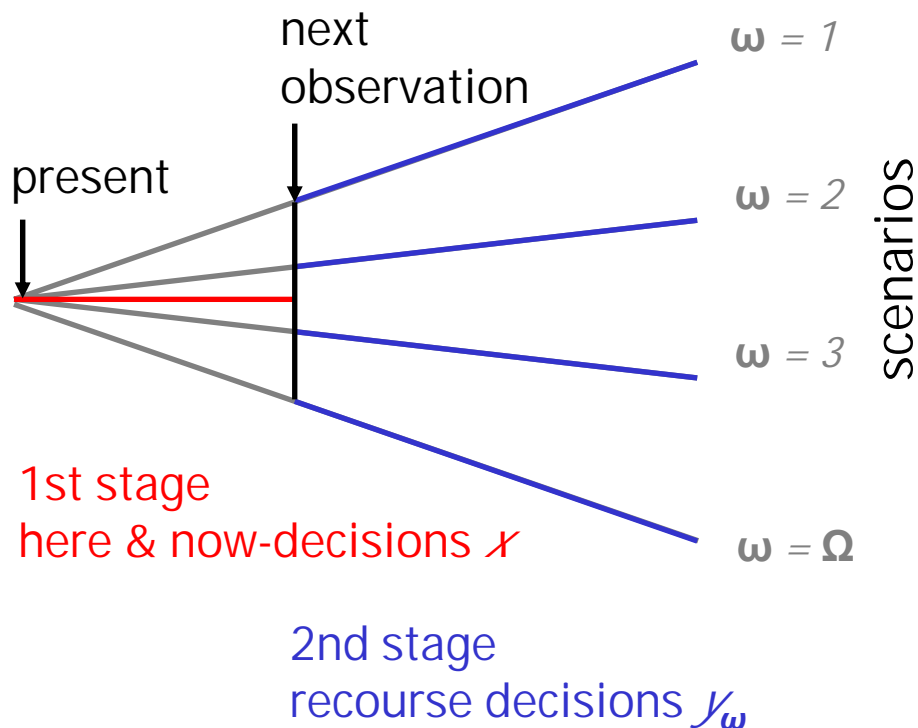 next
observation
present
ω = 1
ω = 2
ω = 3
ω = Ω
scenarios
1st stage
here & now-decisions x
2nd stage
recourse decisions yω